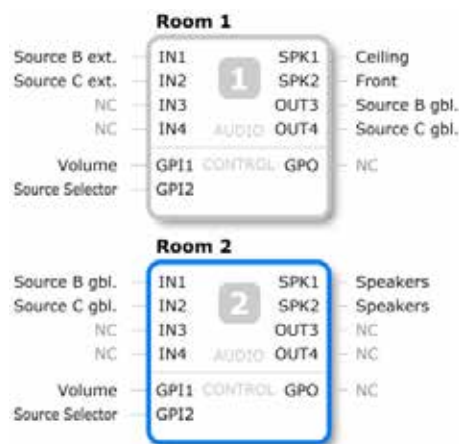 Room 1
Source B ext. IN1 SPK1 Ceiling
Source C ext. IN2 1 SPK2 Front
NC IN3 OUT3 Source B gbl.
NC IN4 AUDIO OUT4 Source C gbl.
Volume GPI1 CONTROL GPO NC
Source Selector GPI2
Room 2
Source B gbl. IN1 SPK1 Speakers
Source C gbl. IN2 2 SPK2 Speakers
NC IN3 OUT3 NC
NC IN4 AUDIO OUT4 NC
Volume GPI1 CONTROL GPO NC
Source Selector GPI2